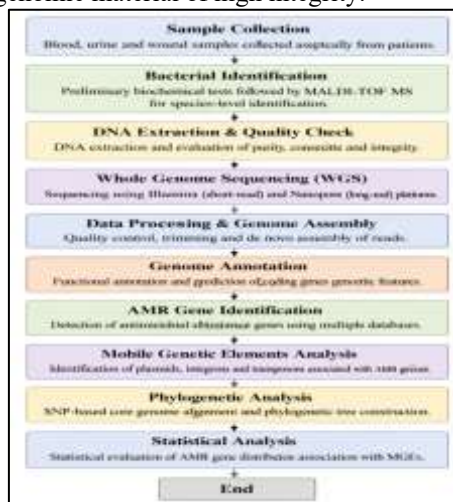 genomic material of high integrity.
Sample Collection
Blood, urine and wound samples collected aseptically from patients.
Bacterial Identification
Preliminary biochemical tests followed by MALDI-TOF MS
for species-level identification.
DNA Extraction & Quality Check
DNA extraction and evaluation of purity, and integrity.
Whole Genome Sequencing (WGS)
Sequencing using Illumina (short-read) and Nanopore (long-read) platforms.
Data Processing & Genome Assembly
Quality control, trimming and de novo assembly of reads.
Genome Annotation
Functional annotation and prediction of coding genes genomic features.
AMR Gene Identification
Detection of antimicrobial genes using multiple databases.
Mobile Genetic Elements Analysis
Identification of plasmids, integrons and transposons associated with AMR genes.
Phylogenetic Analysis
SNP-based core genome alignment and phylogenetic tree construction.
Statistical Analysis
Statistical evaluation of AMR gene distribution association with MGEs.
End